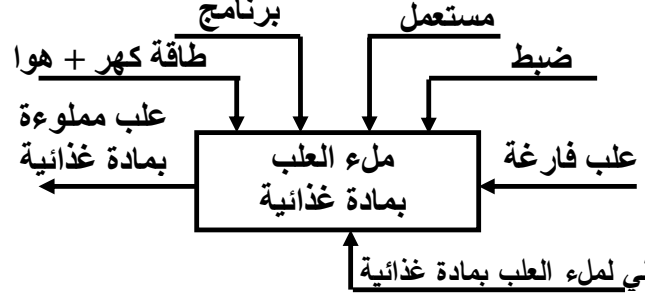 برنامج
مستعمل
طاقة كهر + هوا
ضبط
علب مملوءة
بمادة غذائية
ملء العلب
بمادة غذائية
علب فارغة
لملء العلب بمادة غذائية